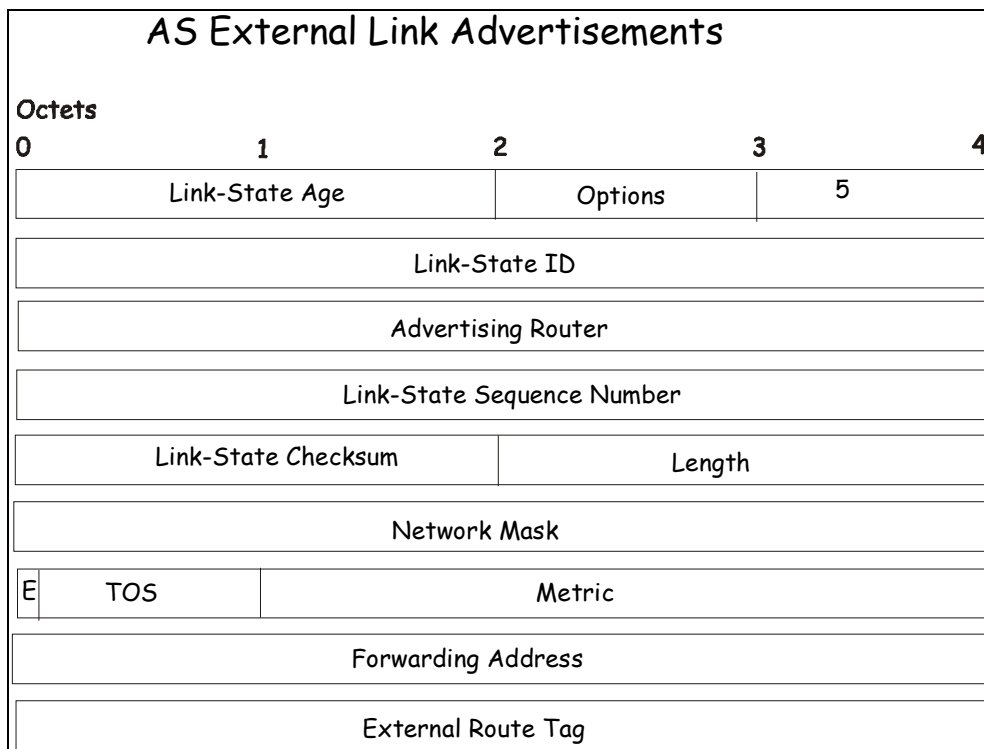 AS External Link Advertisements
Octets
0 1 2 3 4
Link-State Age Options 5
Link-State ID
Advertising Router
Link-State Sequence Number
Link-State Checksum Length
Network Mask
E TOS Metric
Forwarding Address
External Route Tag